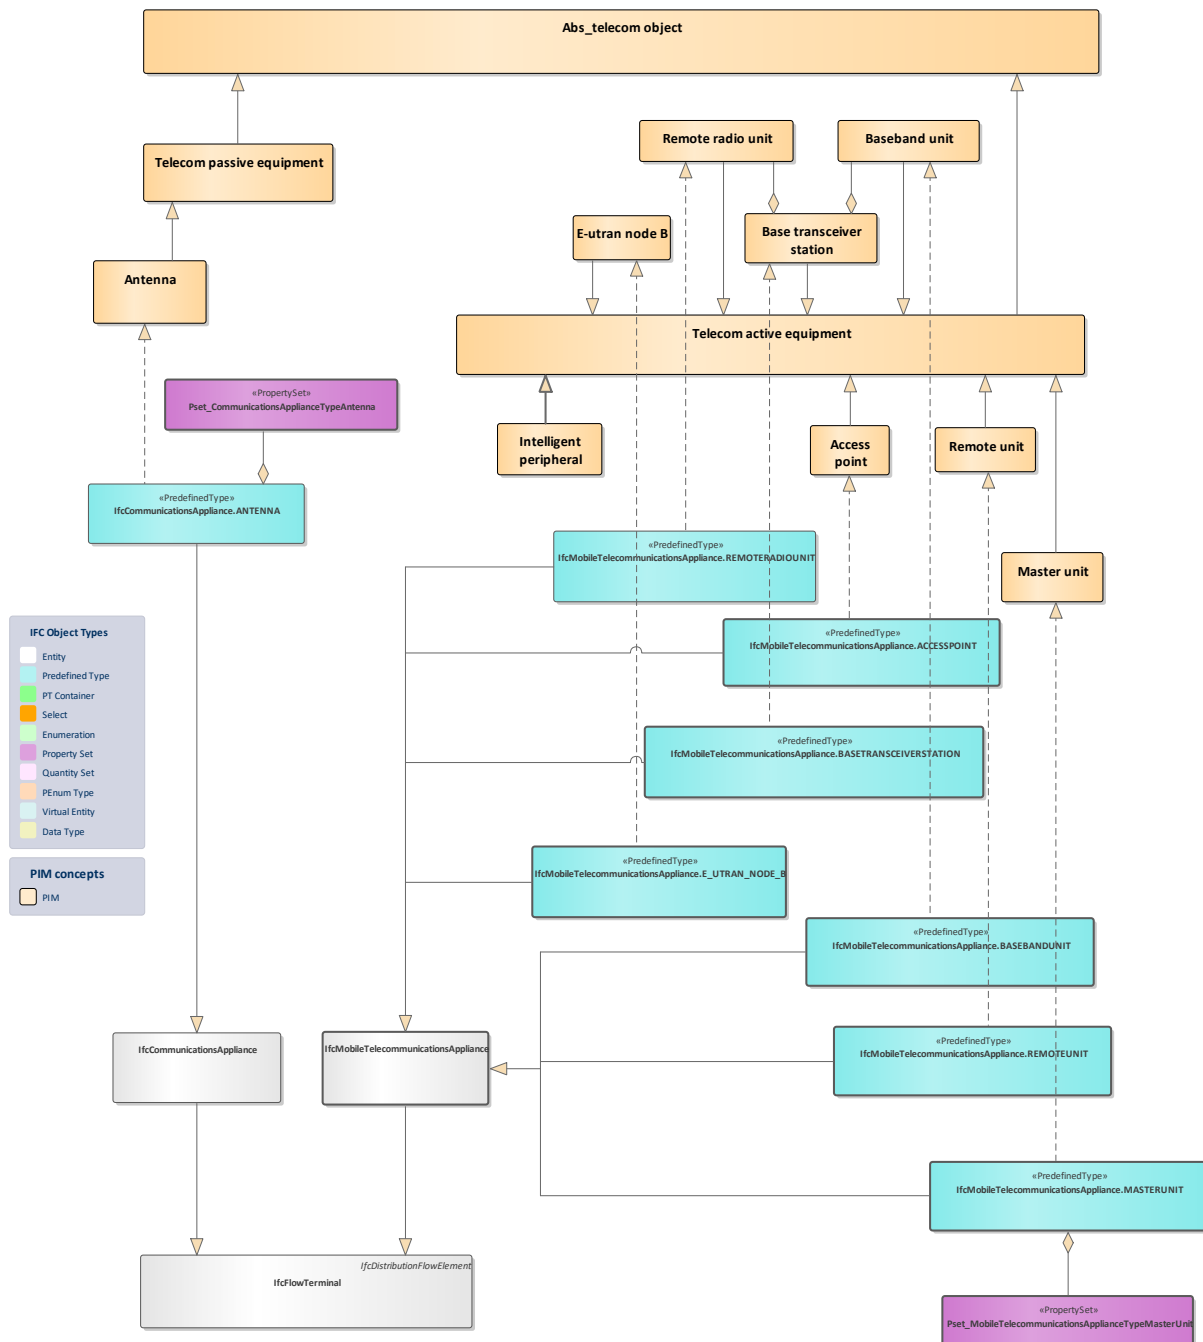 Abs_telecom object
Remote radio unit
Baseband unit
Telecom passive equipment
E-utran node B
Base transceiver
station
Antenna
Telecom active equipment
«PropertySet»
Pset_CommunicationsApplianceTypeAntenna
Intelligent
peripheral
Access
point
Remote unit
«PredefinedType»
IfcCommunicationsAppliance.ANTENNA
«PredefinedType»
IfcMobileTelecommunicationsAppliance.REMOTERADIOUNIT
Master unit
IFC Object Types
Entity
Predefined Type
PT Container
Select
Enumeration
Property Set
Quantity Set
PEnum Type
Virtual Entity
Data Type
«PredefinedType»
IfcMobileTelecommunicationsAppliance.ACCESSPOINT
«PredefinedType»
IfcMobileTelecommunicationsAppliance.BASETRANSCEIVERSTATION
PIM concepts
PIM
«PredefinedType»
IfcMobileTelecommunicationsAppliance.E_UTRAN_NODE_B
«PredefinedType»
IfcMobileTelecommunicationsAppliance.BASEBANDUNIT
IfcCommunicationsAppliance
IfcMobileTelecommunicationsAppliance
«PredefinedType»
IfcMobileTelecommunicationsAppliance.REMOTEUNIT
«PredefinedType»
IfcMobileTelecommunicationsAppliance.MASTERUNIT
IfcDistributionFlowElement
IfcFlowTerminal
«PropertySet»
Pset_MobileTelecommunicationsApplianceTypeMasterUnit